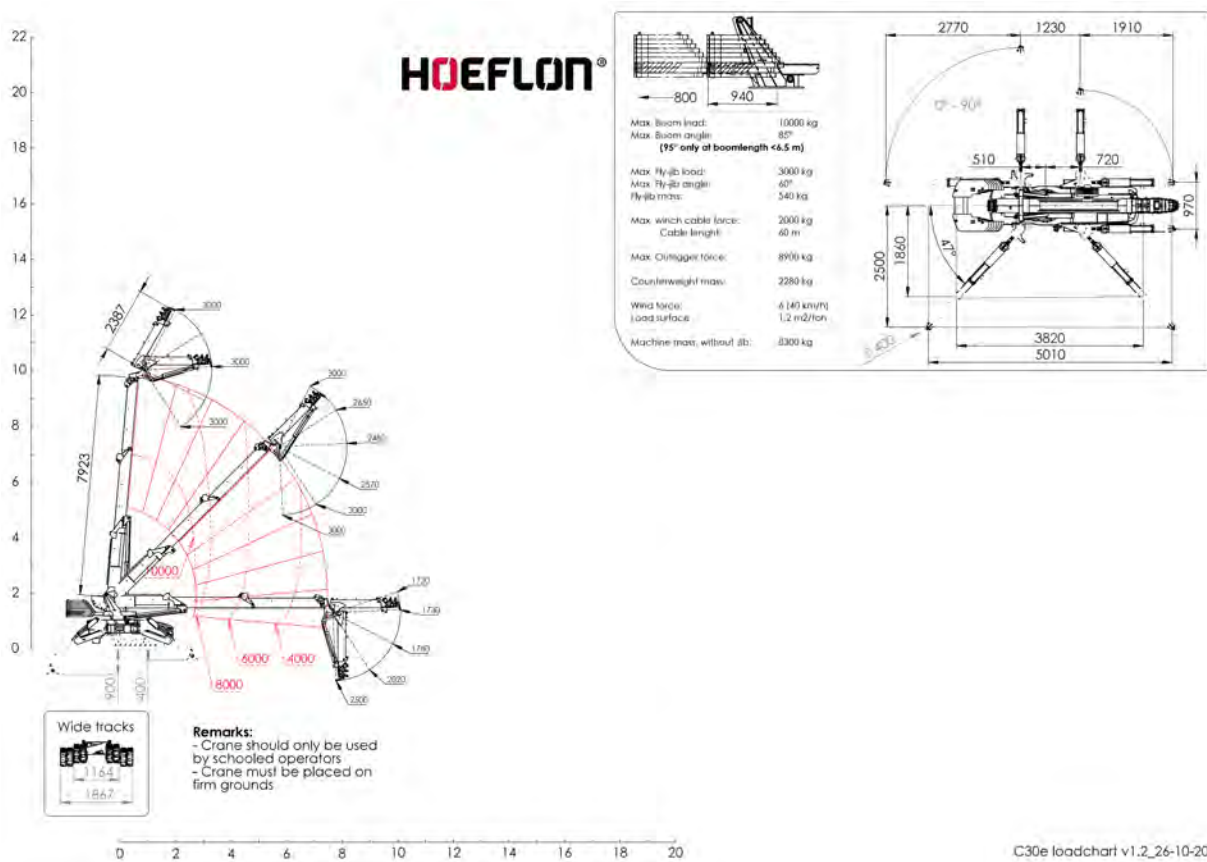 HOEFLON®
2770 1230 1910
800 940
Max. Boom load: 10000 kg
Max. Boom angle: 85°
(95° only at boomlength <6.5 m)
Max. Fly-jib load: 3000 kg
Max. Fly-jib angle: 60°
Fly-jib mass: 540 kg
Max. winch cable force: 2000 kg
Cable lenght: 60 m
Max. Outrigger force: 8900 kg
Counterweight mass: 2280 kg
Wind force: 6 (40 km/h)
Load surface 1,2 m2/ton
Machine mass, without Jib: 8300 kg
0° - 90°
510 720
970
2500
1860
47°
3820
5010
22
20
18
16
14
12
10
8
6
4
2
0
2387
3000
3000
3000
7923
3000
2650
2460
2570
3000
3000
10000
1720
1730
1760
2020
2500
6000 4000
8000
900
400
Wide tracks
1164
1867
Remarks:
- Crane should only be used
by schooled operators
- Crane must be placed on
firm grounds
0 2 4 6 8 10 12 14 16 18 20
C30e loadchart v1.2_26-10-20